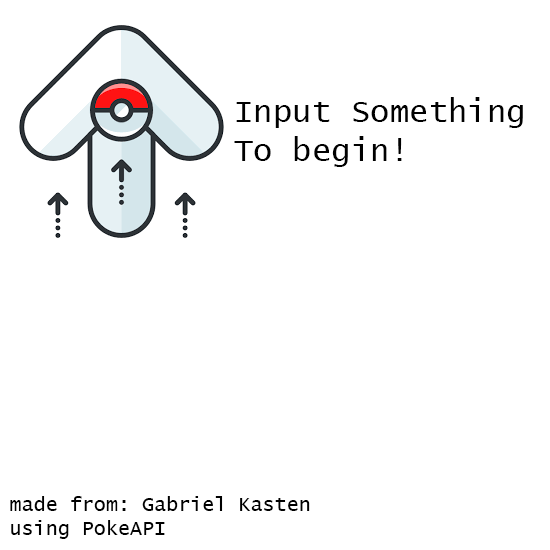 Input Something
To begin!
made from: Gabriel Kasten
using PokeAPI